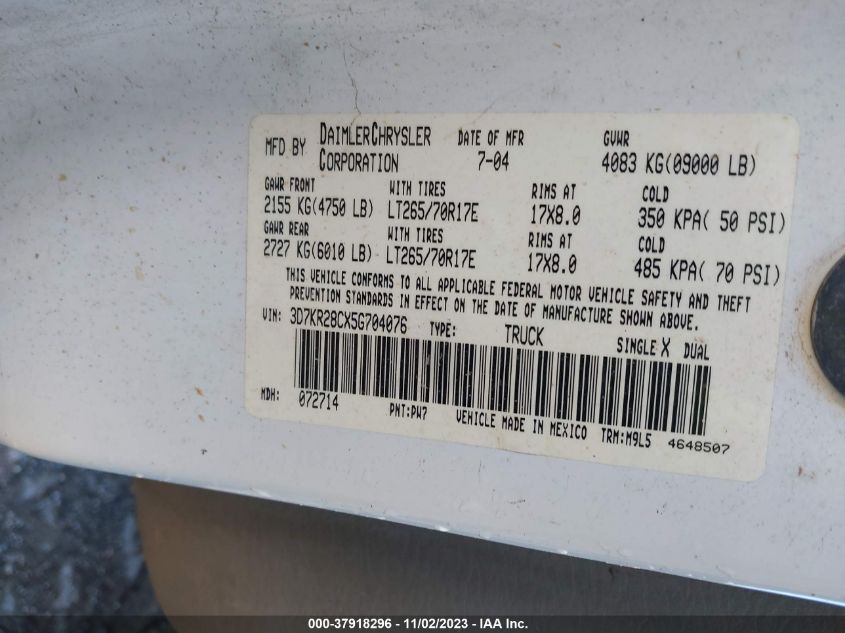 MFD BY DAIMLERCHRYSLER CORPORATION DATE OF MFR 7-04 GVWR 4083 KG(09000 LB)
GAWR FRONT WITH TIRES RIMS AT COLD
2155 KG(4750 LB) LT265/70R17E 17X8.0 350 KPA( 50 PSI)
GAWR REAR WITH TIRES RIMS AT COLD
2727 KG(6010 LB) LT265/70R17E 17X8.0 485 KPA( 70 PSI)
THIS VEHICLE CONFORMS TO ALL APPLICABLE FEDERAL MOTOR VEHICLE SAFETY AND THEFT
PREVENTION STANDARDS IN EFFECT ON THE DATE OF MANUFACTURE SHOWN ABOVE.
VIN: 3D7KR28CX5G704076 TYPE: TRUCK SINGLE X DUAL
MDH: 072714 PNT:PW7 VEHICLE MADE IN MEXICO TRM:M9L5 4648507
000-37918296 - 11/02/2023 - IAA Inc.